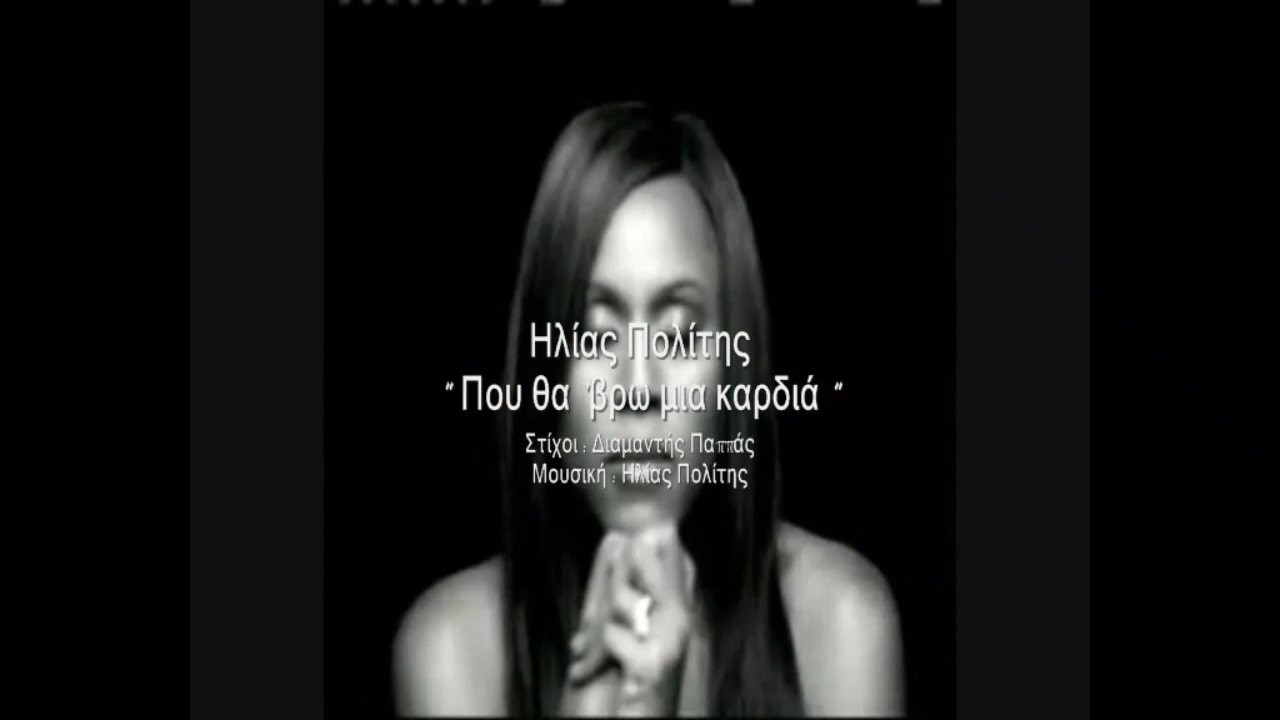 Ηλίας Πολίτης
" Που θα 'βρω μια καρδιά "
Στίχοι : Διαμαντής Παππάς
Μουσική : Ηλίας Πολίτης